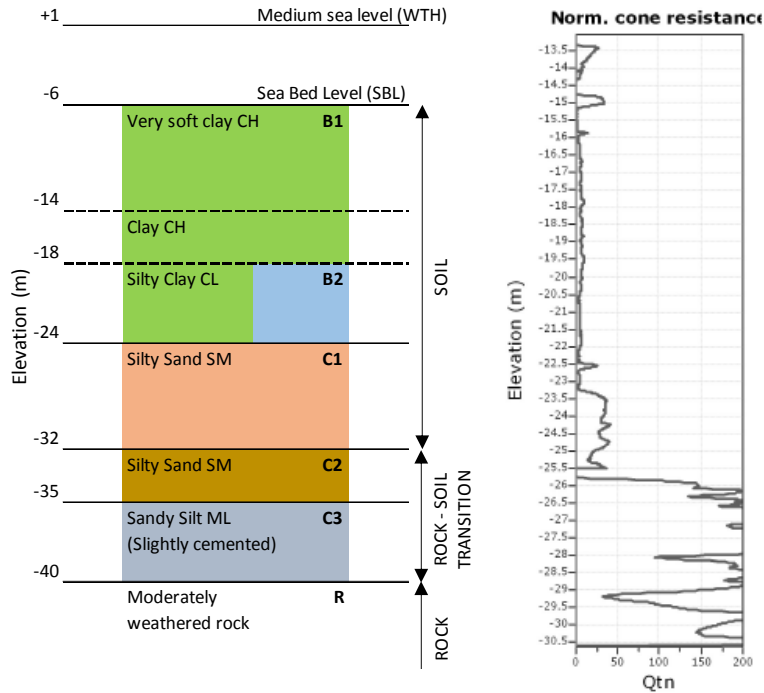 +1
Medium sea level (WTH)
-6
Sea Bed Level (SBL)
Very soft clay CH B1
-14
Clay CH
-18
Silty Clay CL B2
-24
Silty Sand SM C1
-32
Silty Sand SM C2
-35
Sandy Silt ML C3
(Slightly cemented)
-40
Moderately R
weathered rock
Elevation (m)
SOIL
ROCK - SOIL
TRANSITION
ROCK
Norm. cone resistance
-13.5
-14
-14.5
-15
-15.5
-16
-16.5
-17
-17.5
-18
-18.5
-19
-19.5
-20
-20.5
-21
-21.5
-22
-22.5
-23
-23.5
-24
-24.5
-25
-25.5
-26
-26.5
-27
-27.5
-28
-28.5
-29
-29.5
-30
-30.5
Elevation (m)
0 50 100 150 200
Qtn